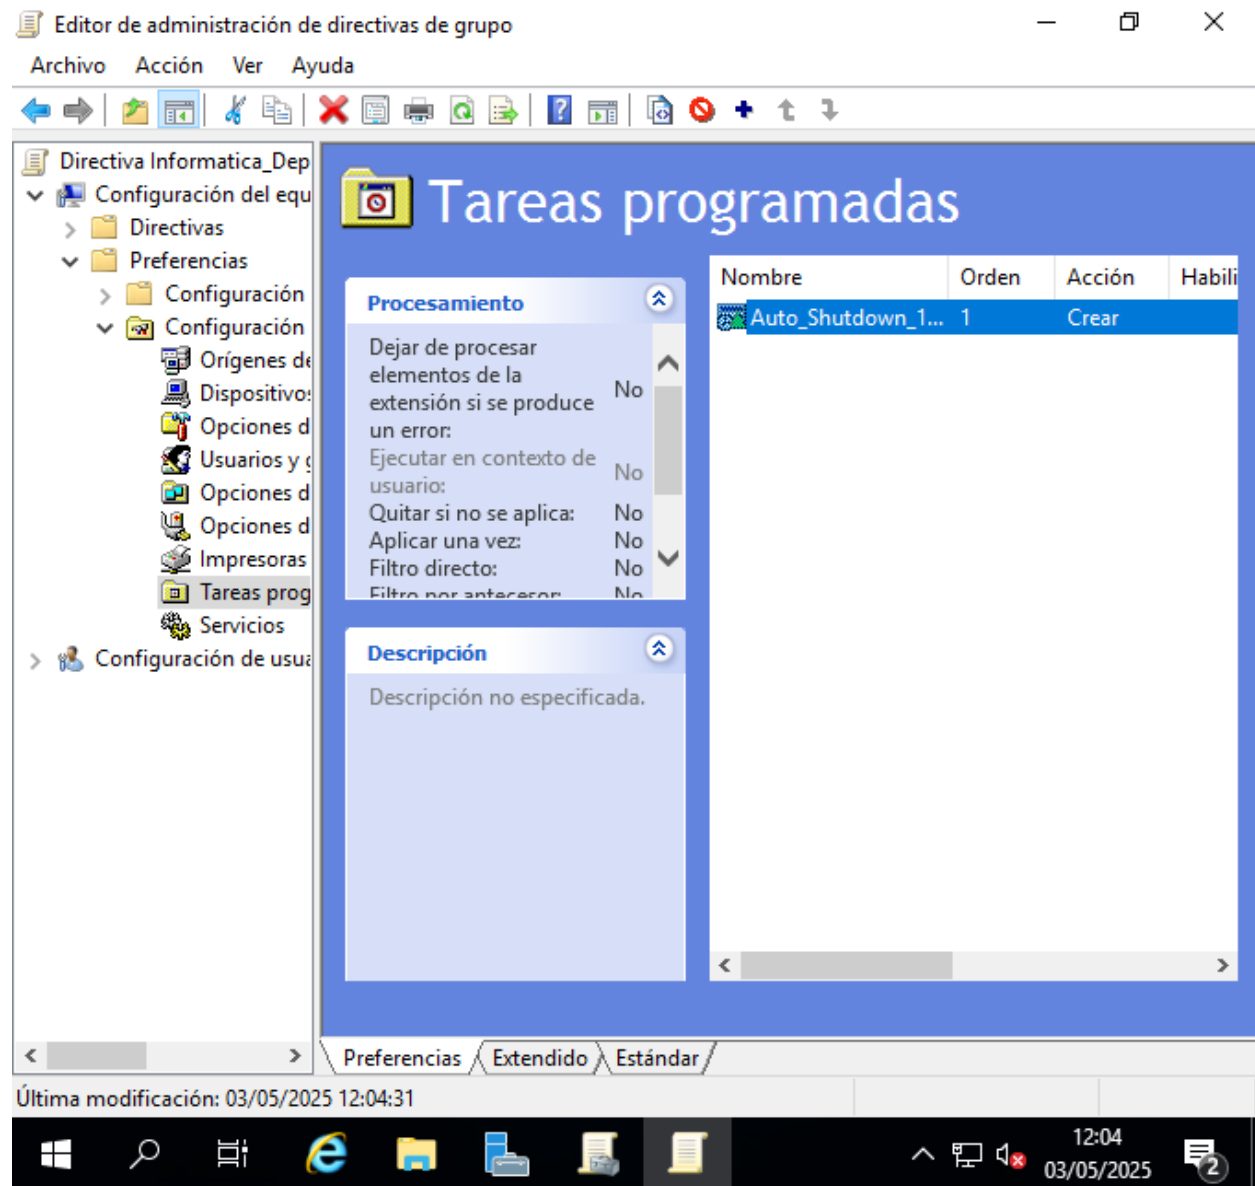 Editor de administración de directivas de grupo
Archivo Acción Ver Ayuda
Directiva Informatica_Dep
Configuración del equ
Directivas
Preferencias
Configuración
Configuración
Orígenes de
Dispositivo
Opciones d
Usuarios y g
Opciones d
Opciones d
Impresoras
Tareas prog
Servicios
Configuración de usua
Tareas programadas
Procesamiento
Dejar de procesar
elementos de la
extensión si se produce No
un error:
Ejecutar en contexto de
usuario: No
Quitar si no se aplica: No
Aplicar una vez: No
Filtro directo: No
Filtro por antecesor: No
Descripción
Descripción no especificada.
Nombre Orden Acción Habili
Auto_Shutdown_1... 1 Crear
Preferencias Extendido Estándar
Última modificación: 03/05/2025 12:04:31
12:04
03/05/2025
2